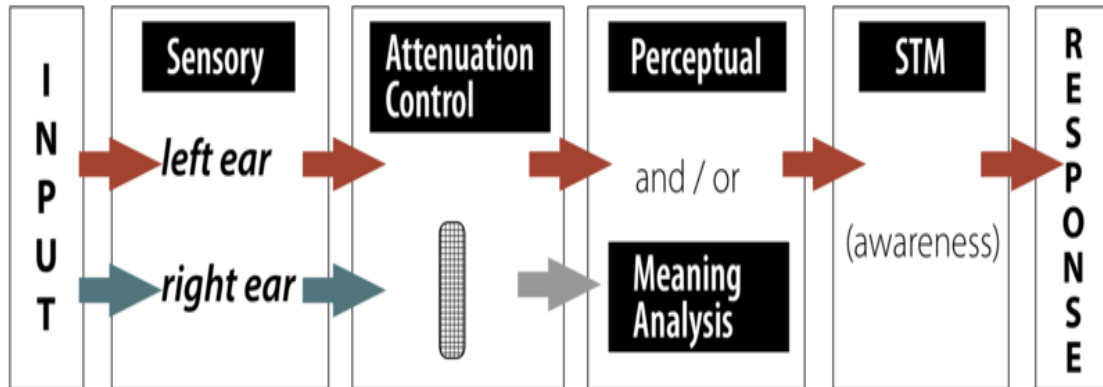 INPUT
Sensory
left ear
right ear
Attenuation
Control
Perceptual
and / or
Meaning
Analysis
STM
(awareness)
RESPONSE